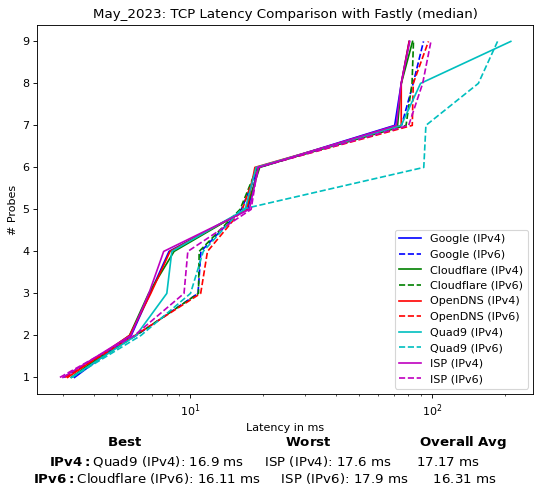 May_2023: TCP Latency Comparison with Fastly (median)
9
8
7
6
5
4
3
2
1
# Probes
Google (IPv4)
Google (IPv6)
Cloudflare (IPv4)
Cloudflare (IPv6)
OpenDNS (IPv4)
OpenDNS (IPv6)
Quad9 (IPv4)
Quad9 (IPv6)
ISP (IPv4)
ISP (IPv6)
10¹ 10²
Latency in ms
Best Worst Overall Avg
IPv4: Quad9 (IPv4): 16.9 ms ISP (IPv4): 17.6 ms 17.17 ms
IPv6: Cloudflare (IPv6): 16.11 ms ISP (IPv6): 17.9 ms 16.31 ms